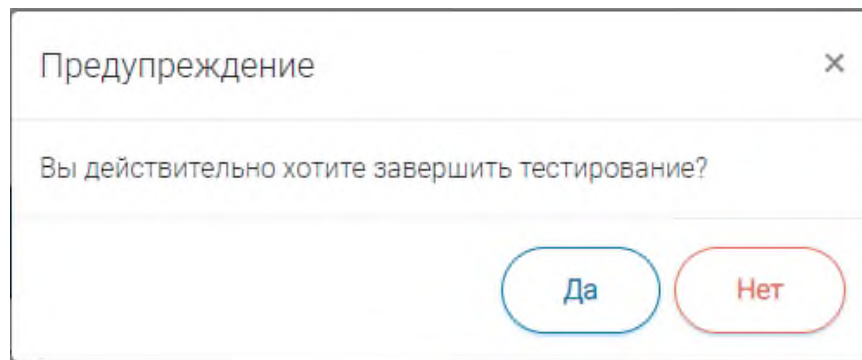 Предупреждение
Вы действительно хотите завершить тестирование?
Да Нет